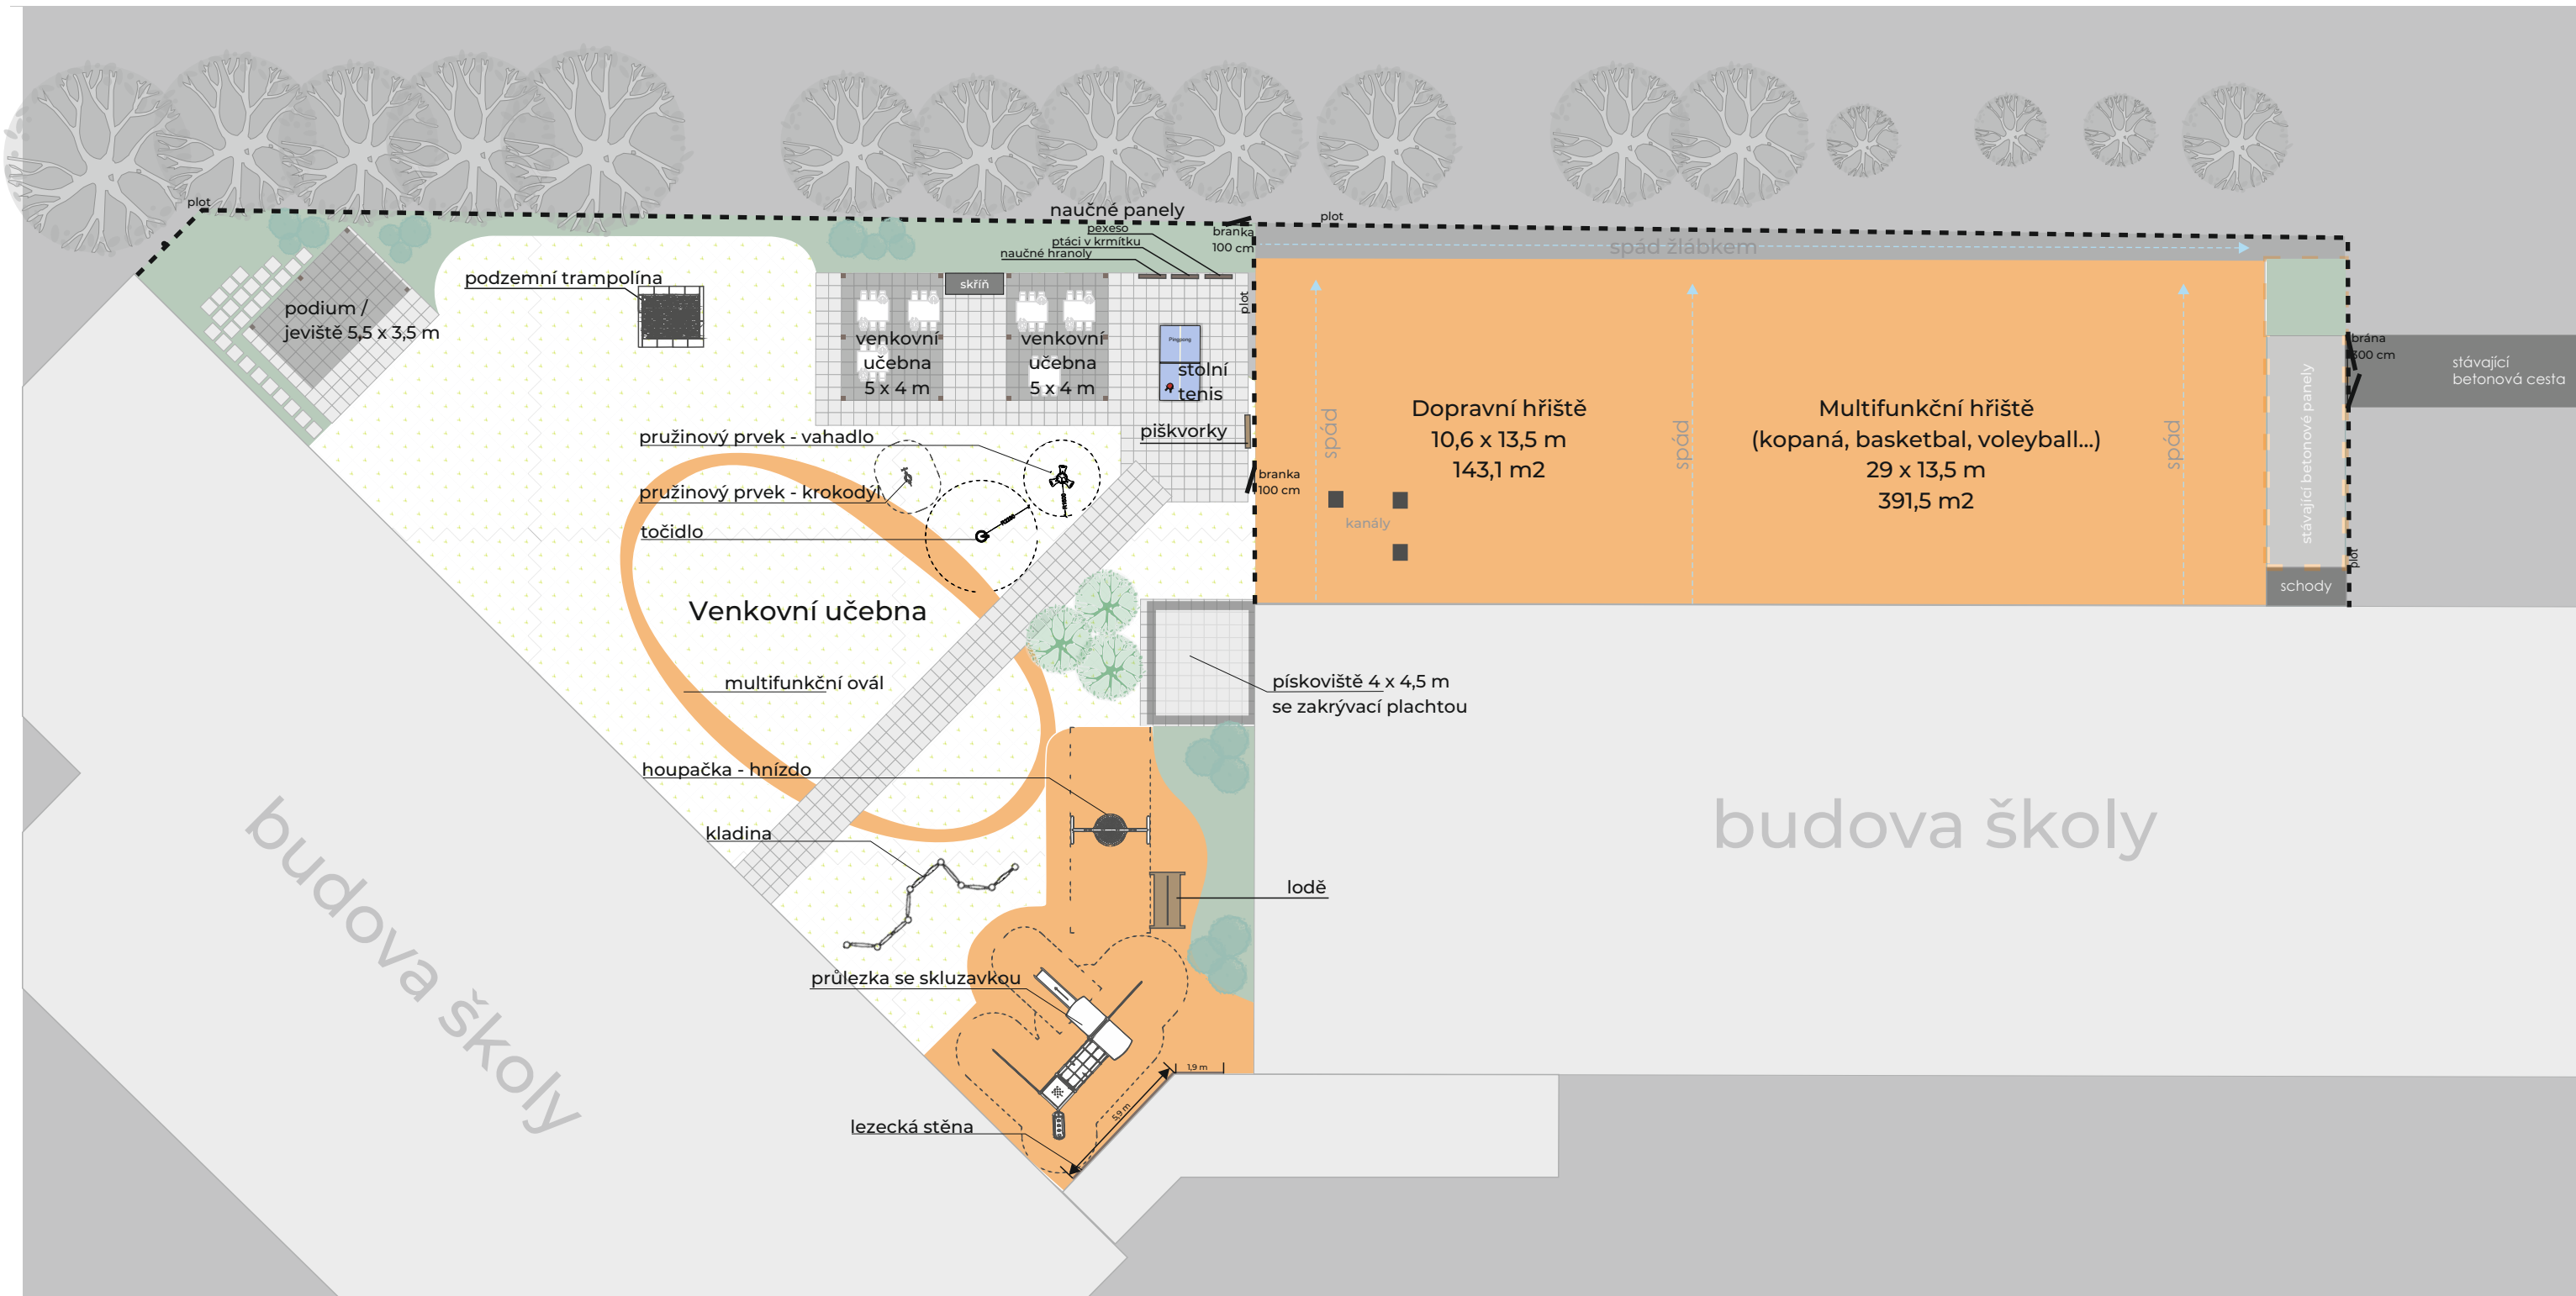 plot
naučné panely
pexeso
ptáci v krmítku
naučné hranoly
branka
100 cm
plot
spád žlábkem
podzemní trampolína
skříň
podium /
jeviště 5,5 x 3,5 m
venkovní
učebna
5 x 4 m
venkovní
učebna
5 x 4 m
Pingpong
stolní
tenis
plot
piškvorky
branka
100 cm
spád
Dopravní hřiště
10,6 x 13,5 m
143,1 m2
kanály
spád
Multifunkční hřiště
(kopaná, basketbal, voleyball...)
29 x 13,5 m
391,5 m2
spád
stávající betonové panely
brána
300 cm
stávající
betonová cesta
plot
schody
pružinový prvek - vahadlo
pružinový prvek - krokodýl
točidlo
Venkovní učebna
multifunkční ovál
pískoviště 4 x 4,5 m
se zakrývací plachtou
houpačka - hnízdo
kladina
lodě
průlezka se skluzavkou
1,9 m
5,9 m
lezecká stěna
budova školy
budova školy